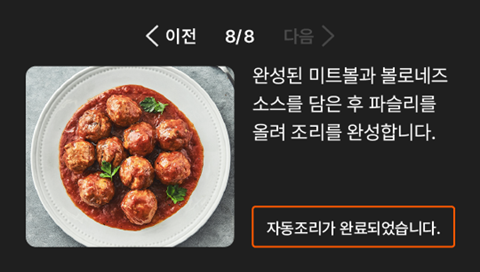 이전 8/8 다음
완성된 미트볼과 볼로네즈
소스를 담은 후 파슬리를
올려 조리를 완성합니다.
자동조리가 완료되었습니다.